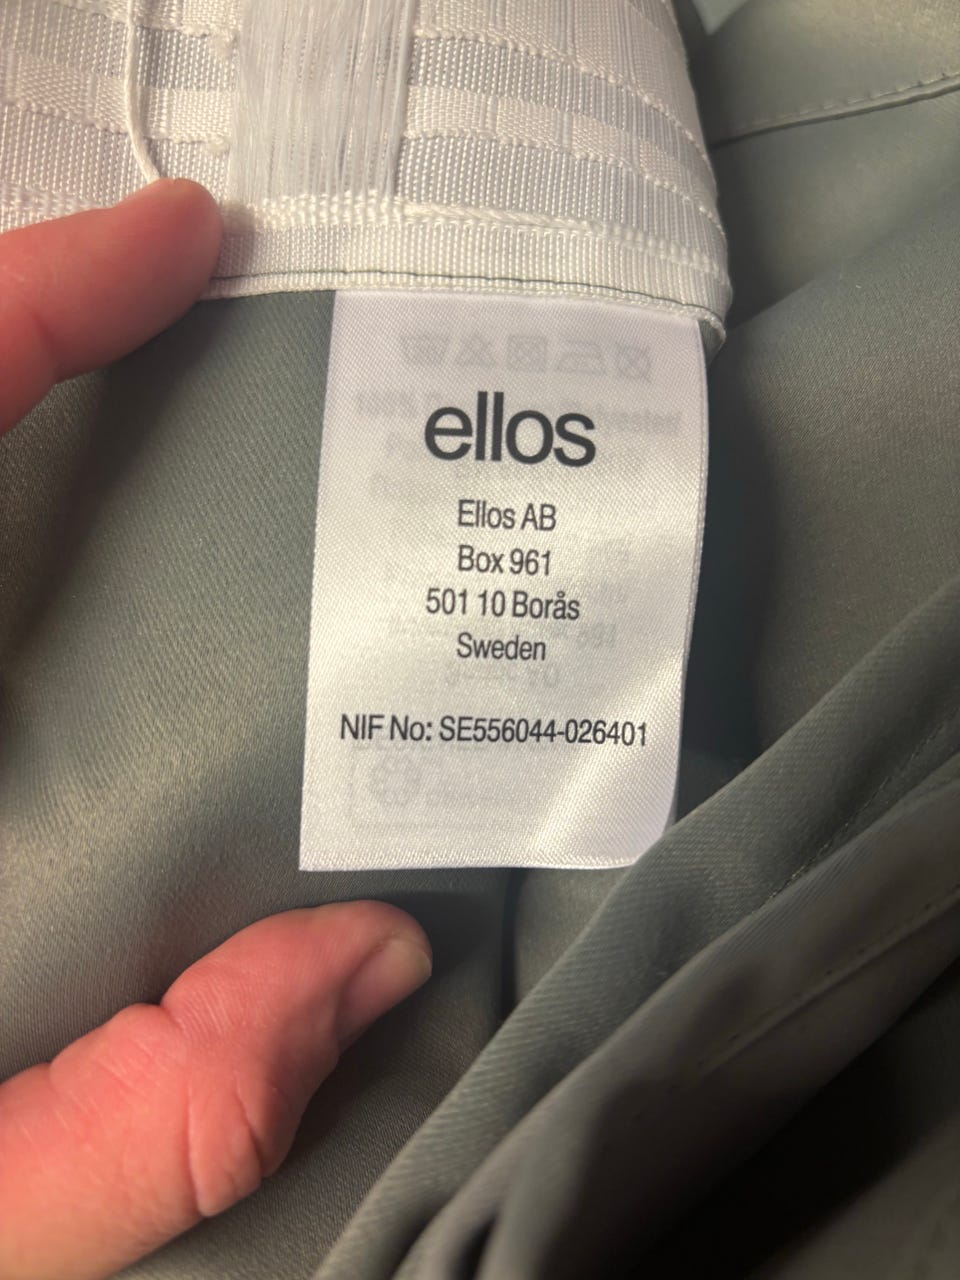 ellos
Ellos AB
Box 961
501 10 Borås
Sweden
NIF No: SE556044-026401